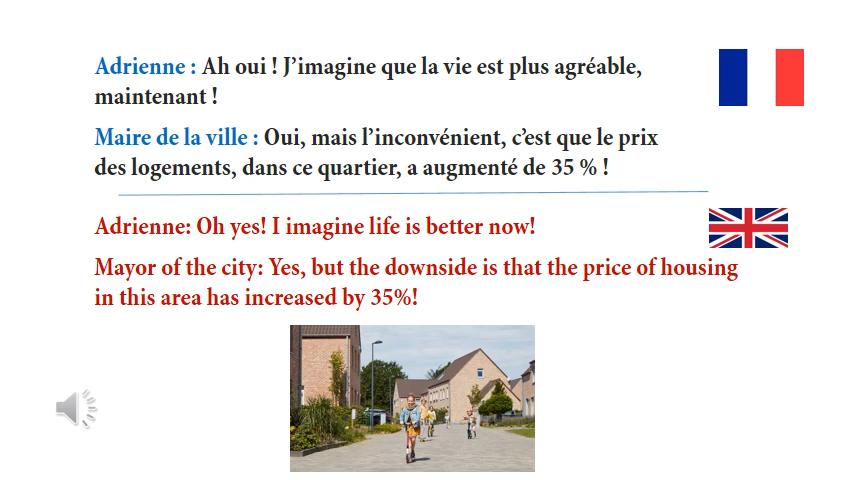 Adrienne : Ah oui ! J’imagine que la vie est plus agréable,
maintenant !
Maire de la ville : Oui, mais l’inconvénient, c’est que le prix
des logements, dans ce quartier, a augmenté de 35 % !
Adrienne: Oh yes! I imagine life is better now!
Mayor of the city: Yes, but the downside is that the price of housing
in this area has increased by 35%!